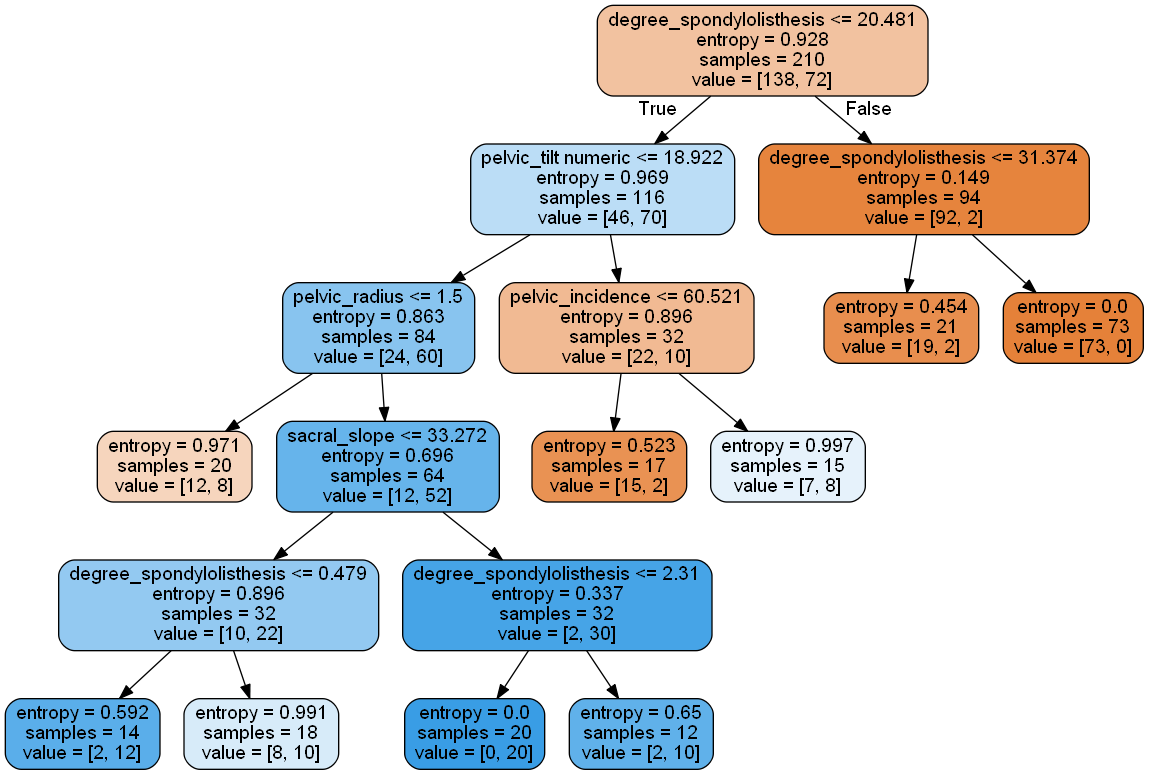 degree_spondylolisthesis <= 20.481
entropy = 0.928
samples = 210
value = [138, 72]
True
False
pelvic_tilt numeric <= 18.922
entropy = 0.969
samples = 116
value = [46, 70]
degree_spondylolisthesis <= 31.374
entropy = 0.149
samples = 94
value = [92, 2]
pelvic_radius <= 1.5
entropy = 0.863
samples = 84
value = [24, 60]
pelvic_incidence <= 60.521
entropy = 0.896
samples = 32
value = [22, 10]
entropy = 0.454
samples = 21
value = [19, 2]
entropy = 0.0
samples = 73
value = [73, 0]
entropy = 0.971
samples = 20
value = [12, 8]
sacral_slope <= 33.272
entropy = 0.696
samples = 64
value = [12, 52]
entropy = 0.523
samples = 17
value = [15, 2]
entropy = 0.997
samples = 15
value = [7, 8]
degree_spondylolisthesis <= 0.479
entropy = 0.896
samples = 32
value = [10, 22]
degree_spondylolisthesis <= 2.31
entropy = 0.337
samples = 32
value = [2, 30]
entropy = 0.592
samples = 14
value = [2, 12]
entropy = 0.991
samples = 18
value = [8, 10]
entropy = 0.0
samples = 20
value = [0, 20]
entropy = 0.65
samples = 12
value = [2, 10]